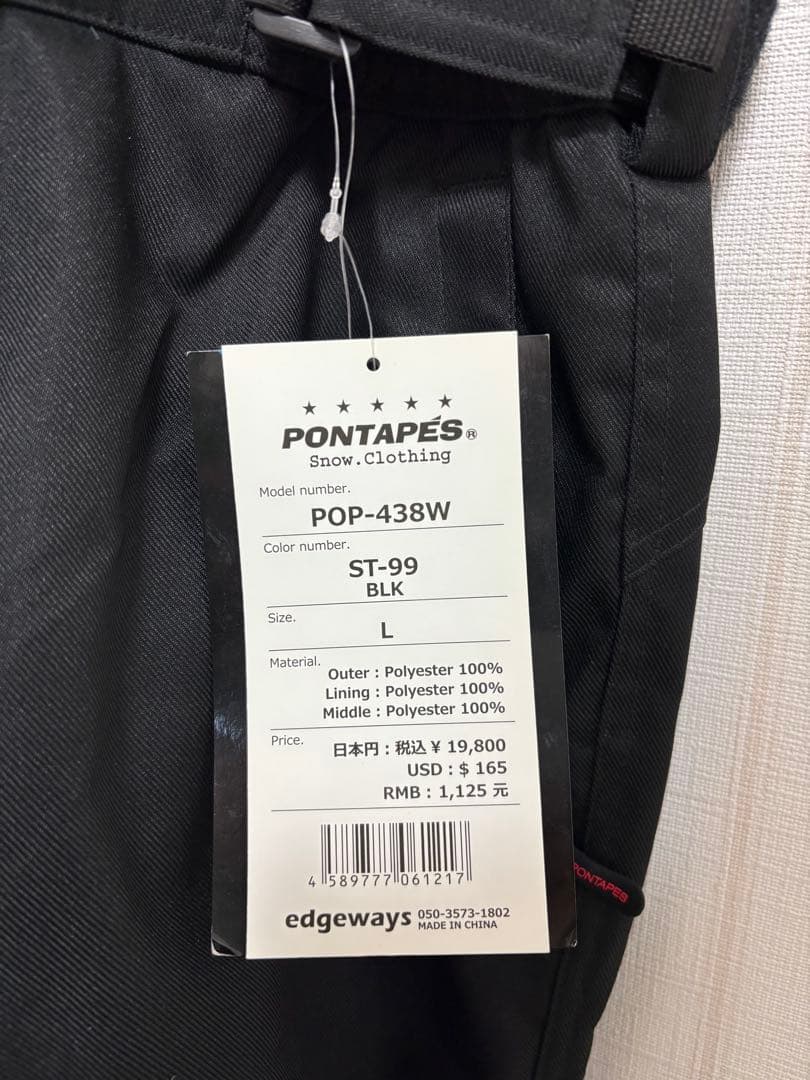 ★ ★ ★ ★ ★
PONTAPÉS®
Snow.Clothing
Model number.
POP-438W
Color number.
ST-99
BLK
Size.
L
Material.
Outer : Polyester 100%
Lining : Polyester 100%
Middle : Polyester 100%
Price.
日本円 : 税込 ¥ 19,800
USD : $ 165
RMB : 1,125 元
4 589777 061217
edgeways 050-3573-1802
MADE IN CHINA
PONTAPES